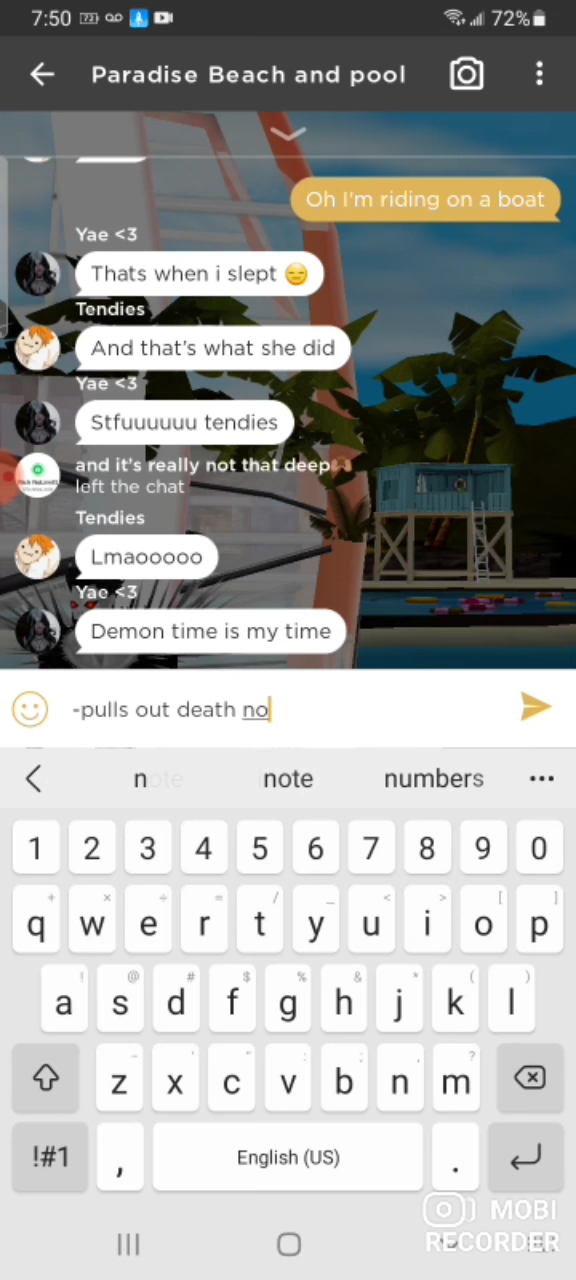 7:50
72%
Paradise Beach and pool
Oh I'm riding on a boat
Yae <3
Thats when i slept 😑
Tendies
And that's what she did
Yae <3
Stfuuuuuu tendies
and it's really not that deep
left the chat
Tendies
Lmaooooo
Yae <3
Demon time is my time
-pulls out death no
note note numbers
1 2 3 4 5 6 7 8 9 0
+ × ÷ = / _ < > [ ]
q w e r t y u i o p
! @ # $ % & * ( )
a s d f g h j k l
- ' " : ; , ?
z x c v b n m
!#1 , English (US) .
MOBI
RECORDER